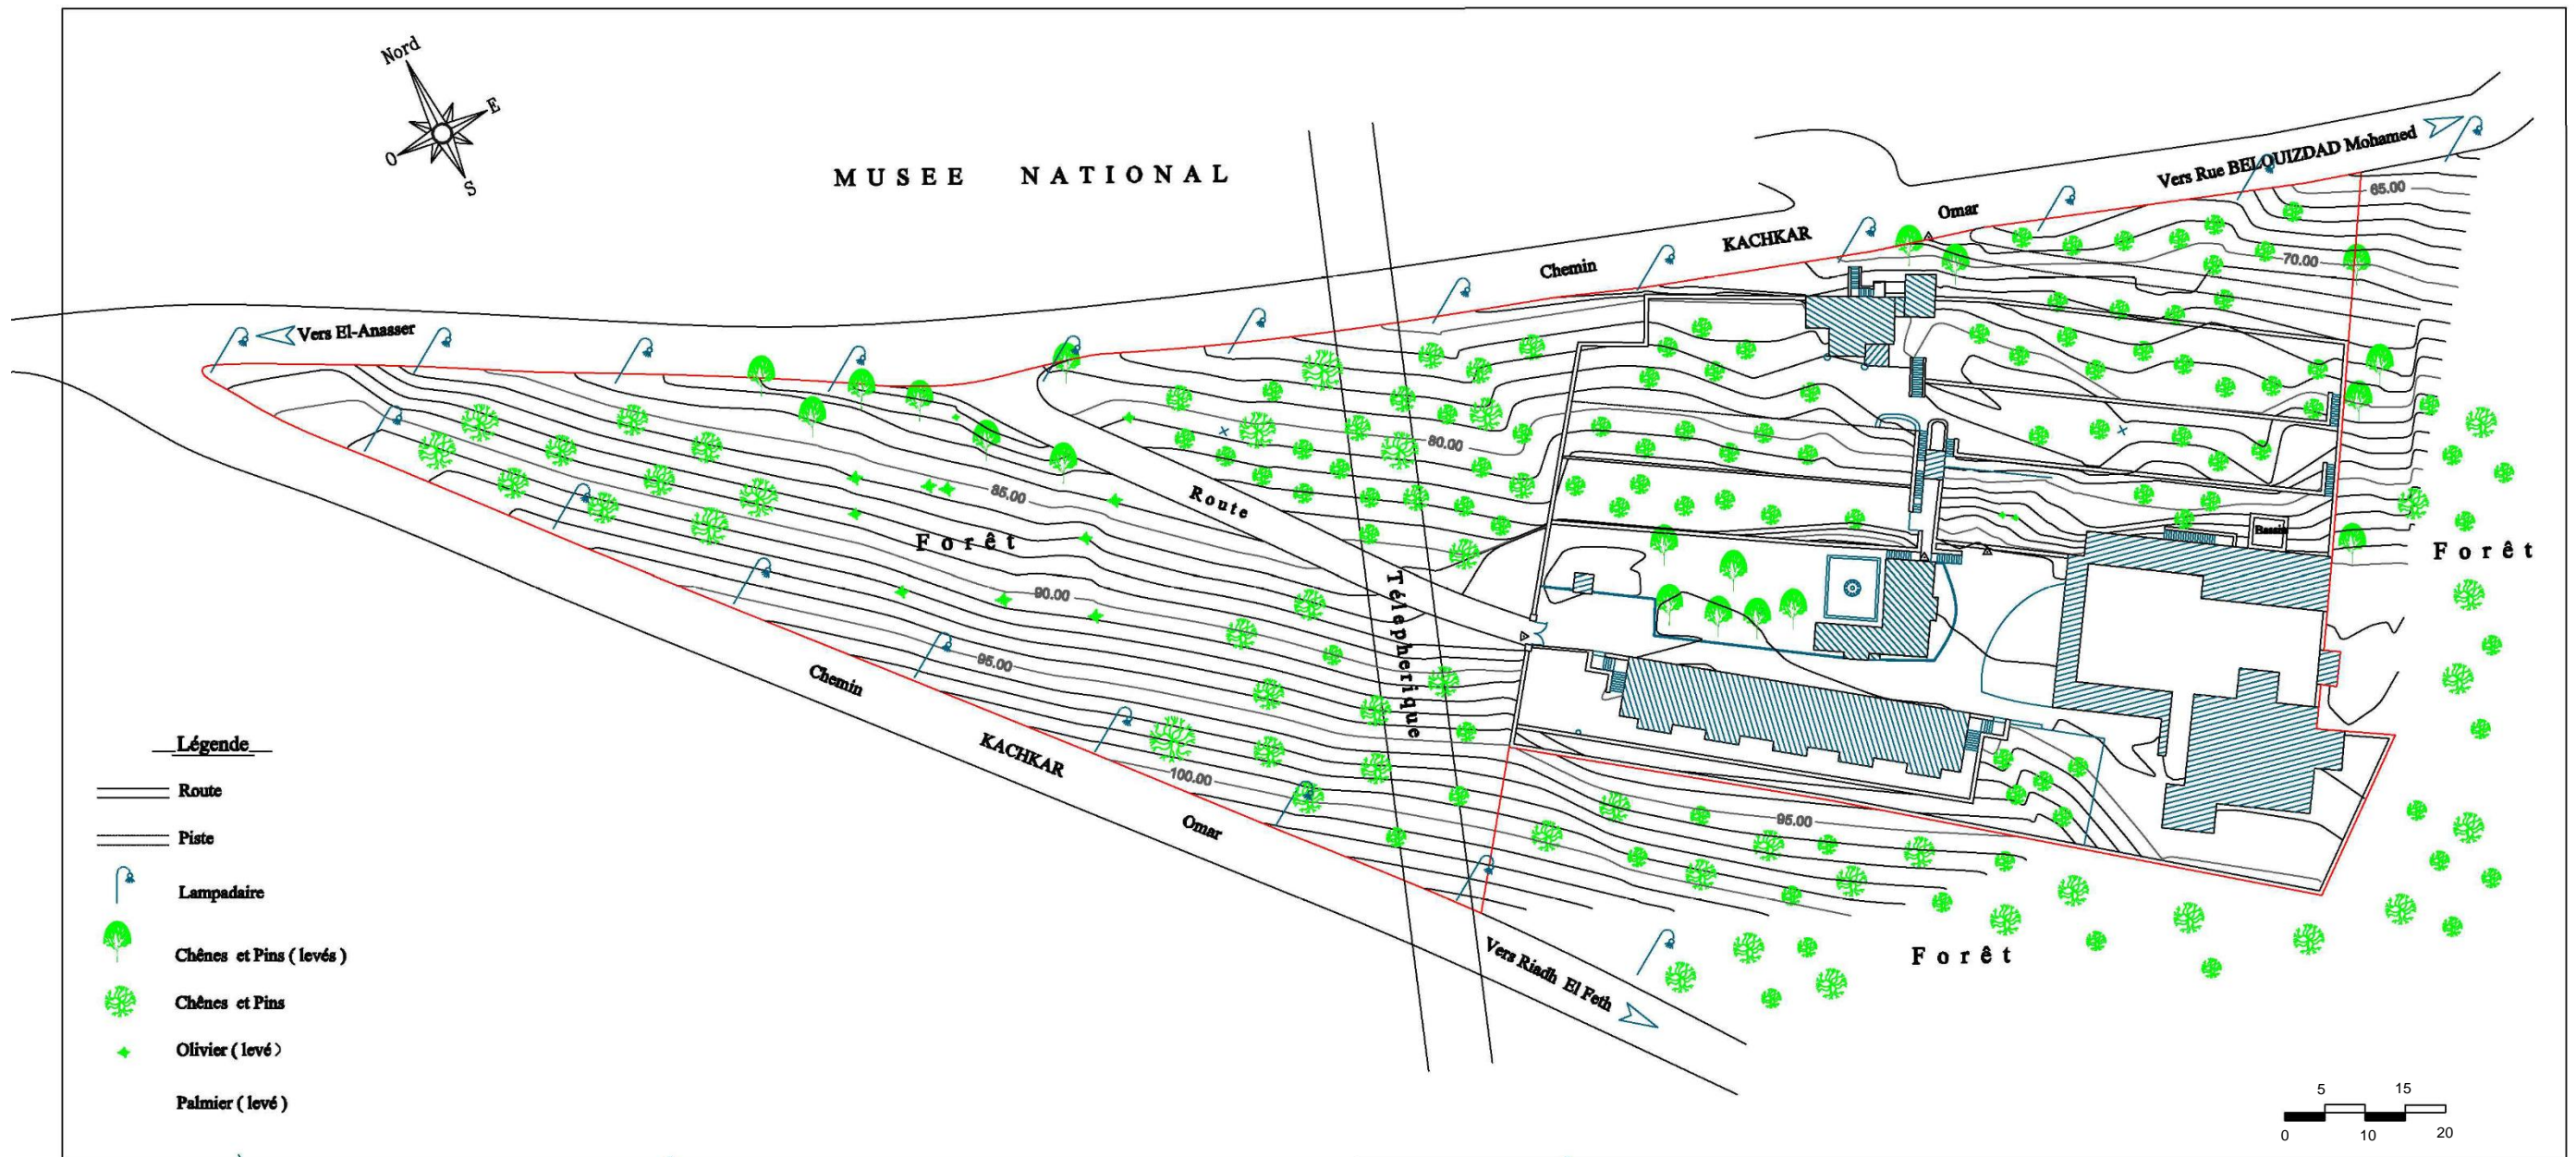 Nord
E
O
S
MUSEE NATIONAL
Vers Rue BELQUIZDAD Mohamed
65.00
Omar
KACHKAR
Chemin
70.00
Vers El-Anasser
80.00
85.00
Route
Forêt
Bassin
Forêt
90.00
Télépherique
95.00
Chemin
KACHKAR
100.00
Omar
95.00
Vers Riadh El Feth
Forêt
Légende
Route
Piste
Lampadaire
Chênes et Pins ( levés )
Chênes et Pins
Olivier ( levé )
Palmier ( levé )
5 15
0 10 20